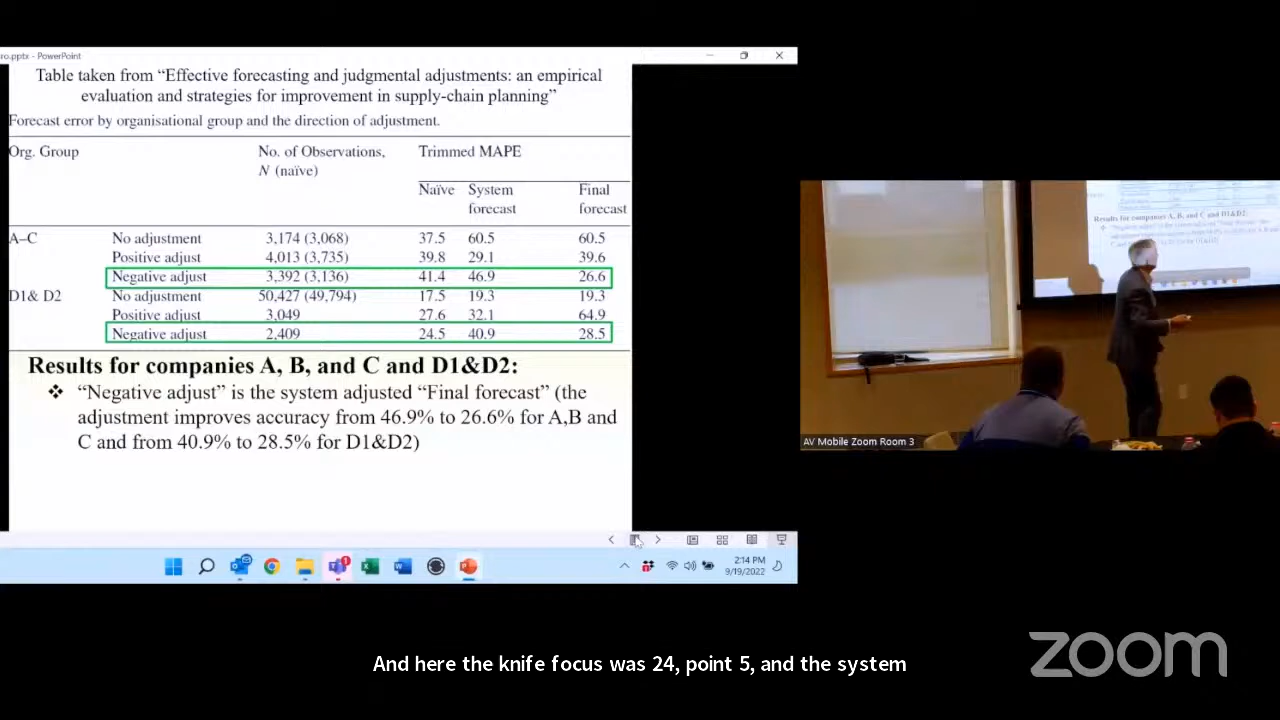 ro.pptx - PowerPoint
Table taken from “Effective forecasting and judgmental adjustments: an empirical
evaluation and strategies for improvement in supply-chain planning”
Forecast error by organisational group and the direction of adjustment.
Org. Group No. of Observations, Trimmed MAPE
N (naïve)
Naïve System Final
forecast forecast
A–C No adjustment 3,174 (3,068) 37.5 60.5 60.5
Positive adjust 4,013 (3,735) 39.8 29.1 39.6
Negative adjust 3,392 (3,136) 41.4 46.9 26.6
D1& D2 No adjustment 50,427 (49,794) 17.5 19.3 19.3
Positive adjust 3,049 27.6 32.1 64.9
Negative adjust 2,409 24.5 40.9 28.5
Results for companies A, B, and C and D1&D2:
❖ “Negative adjust” is the system adjusted “Final forecast” (the
adjustment improves accuracy from 46.9% to 26.6% for A,B and
C and from 40.9% to 28.5% for D1&D2)
2:14 PM
9/19/2022
Results for companies A, B, and C and D1&D2:
AV Mobile Zoom Room 3
And here the knife focus was 24, point 5, and the system
zoom